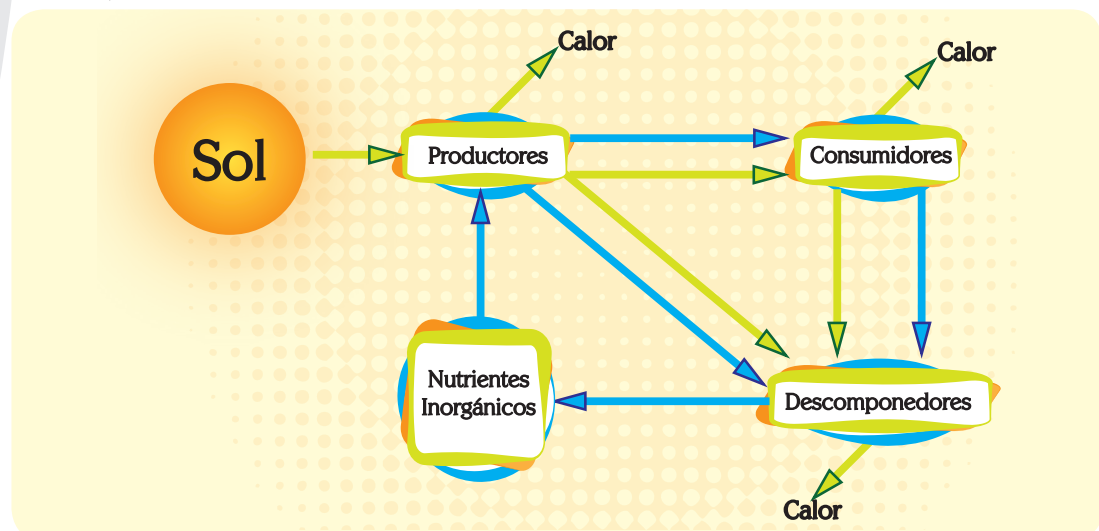 Calor
Calor
Sol
Productores
Consumidores
Nutrientes
Inorgánicos
Descomponedores
Calor